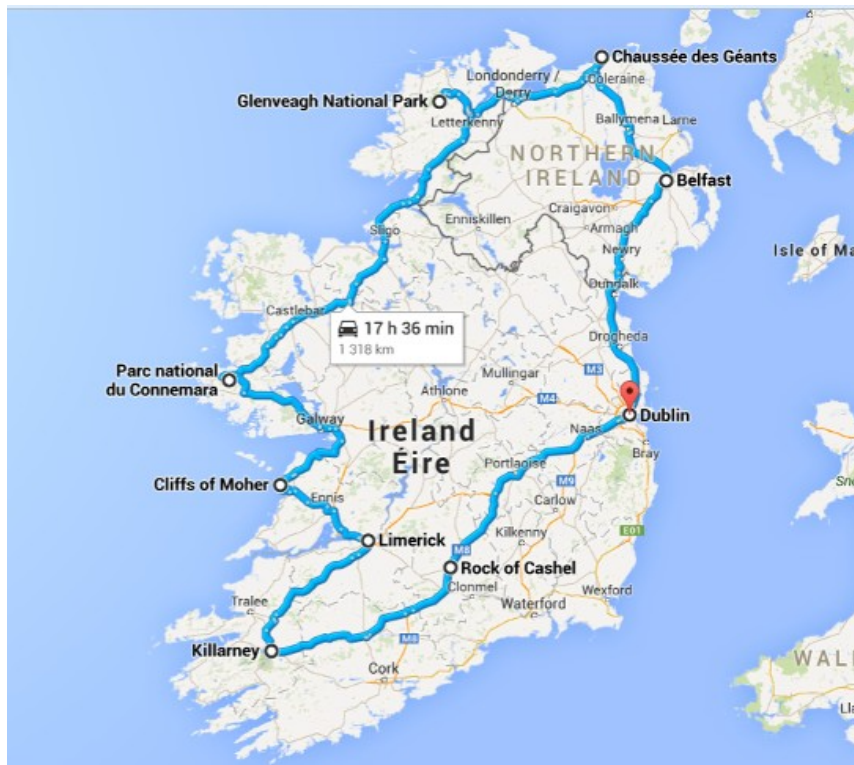 Chaussée des Géants
Londonderry /
Derry
Coleraine
Glenveagh National Park
Letterkenny
Ballymena
Larne
NORTHERN
IRELAND
Belfast
Craigavon
Enniskillen
Armagh
Sligo
Newry
Isle of Ma
Dundalk
Castlebar
17 h 36 min
1 318 km
Drogheda
Parc national
du Connemara
Mullingar
M3
Athlone
M4
Dublin
Galway
Ireland
Éire
Naas
Bray
Portlaoise
Cliffs of Moher
M9
Ennis
Carlow
Sn
Limerick
Kilkenny
E01
M8
Rock of Cashel
Clonmel
Wexford
Tralee
Waterford
Killarney
M8
Cork
WAL
Lla